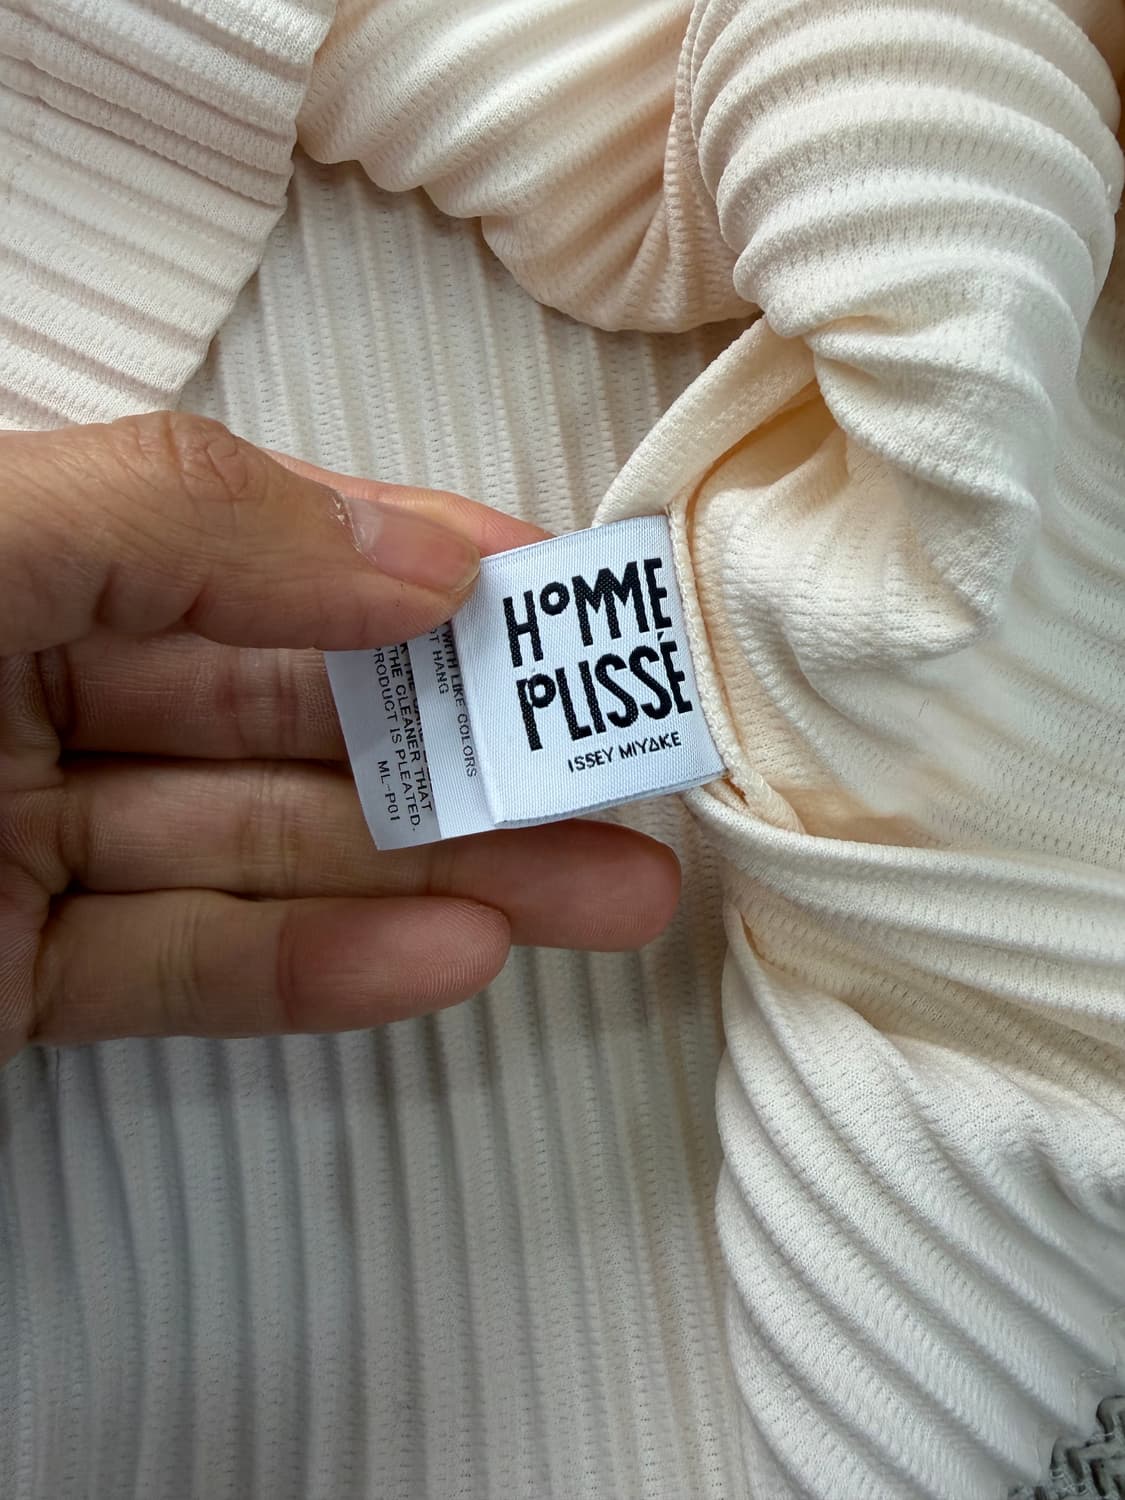 HOMME
PLISSÉ
ISSEY MIYAKE
WITH LIKE COLORS
HANG
THE CLEANER THAT
PRODUCT IS PLEATED.
ML-P01